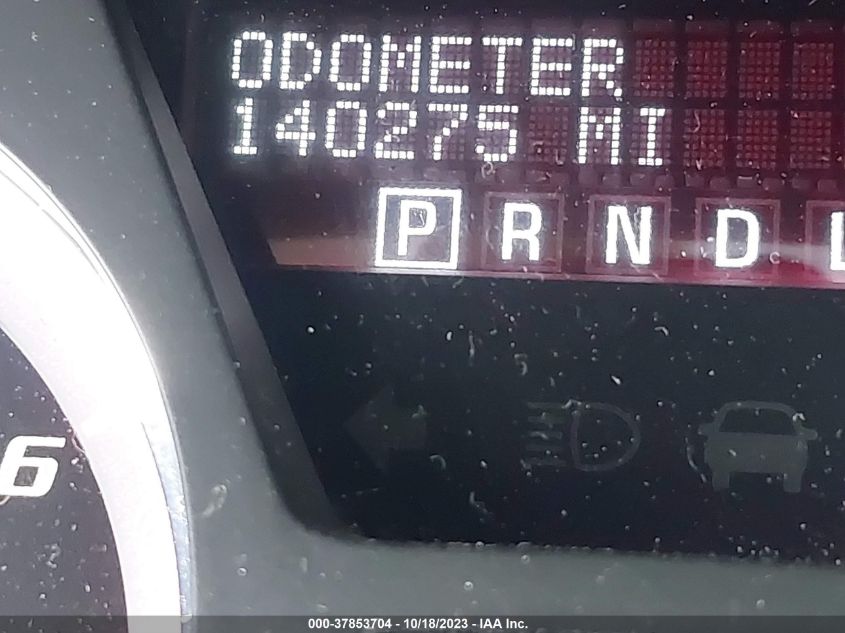 ODOMETER
140275 MI
P R N D L
6
000-37853704 - 10/18/2023 - IAA Inc.